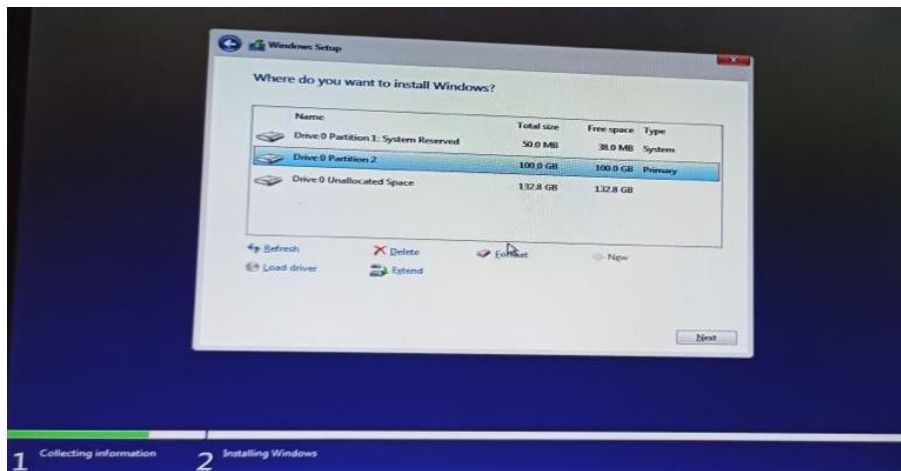 Windows Setup
Where do you want to install Windows?
Name Total size Free space Type
Drive 0 Partition 1: System Reserved 50.0 MB 38.0 MB System
Drive 0 Partition 2 100.0 GB 100.0 GB Primary
Drive 0 Unallocated Space 132.8 GB 132.8 GB
Refresh Delete Format New
Load driver Extend
Next
1 Collecting information 2 Installing Windows